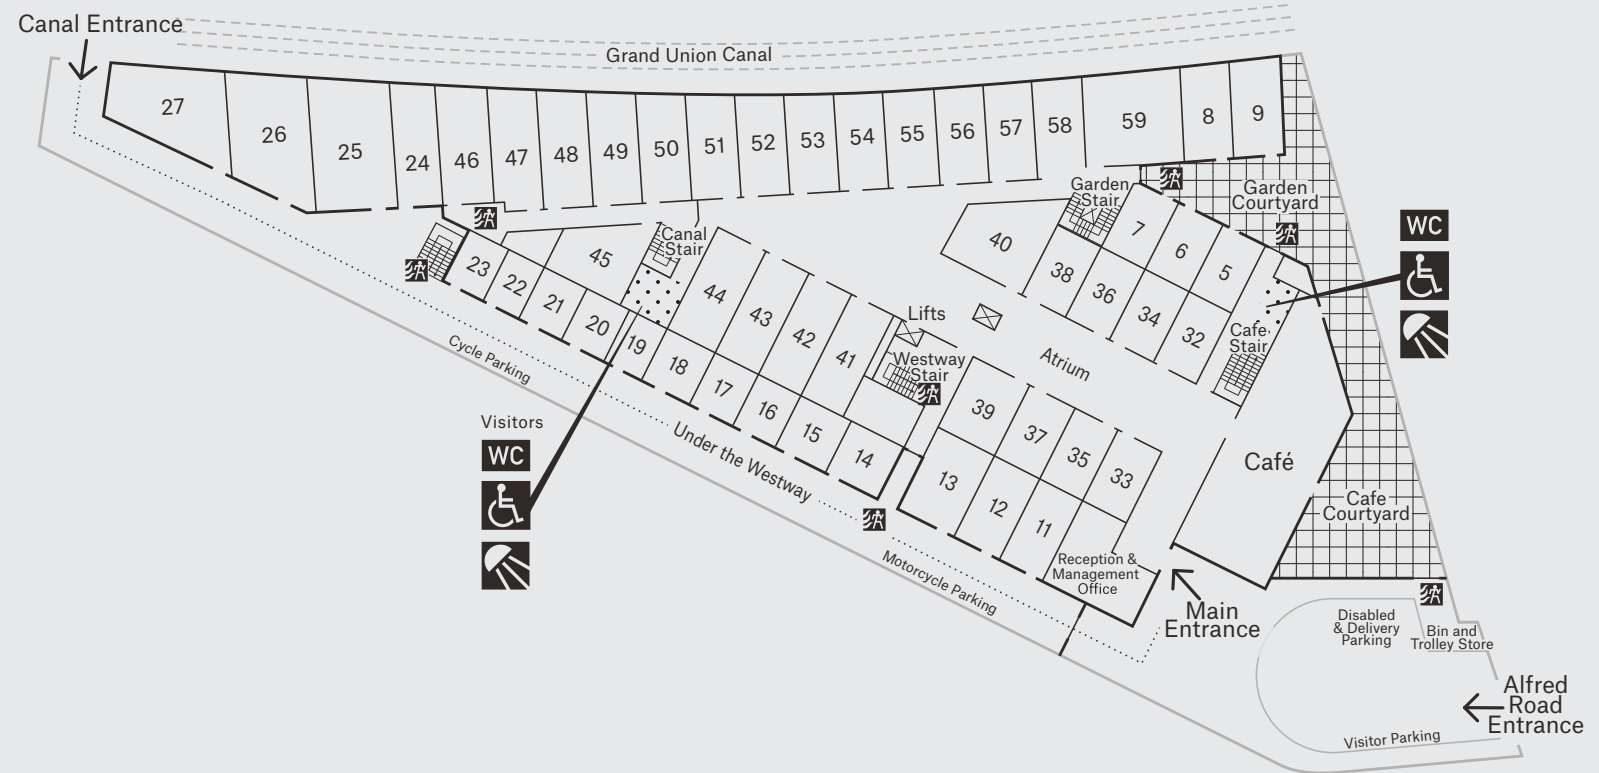 Canal Entrance
Grand Union Canal
27
26
25
24
46
47
48
49
50
51
52
53
54
55
56
57
58
59
8
9
Garden
Stair
Garden
Courtyard
WC
7
6
5
40
38
36
34
32
Canal
Stair
45
23
22
21
20
19
44
43
42
41
Lifts
Westway
Stair
Atrium
Cafe
Stair
18
17
16
15
14
39
37
35
33
13
12
11
Café
Cafe
Courtyard
Cycle Parking
Visitors
WC
Under the Westway
Motorcycle Parking
Reception &
Management
Office
Main
Entrance
Disabled
& Delivery
Parking
Bin and
Trolley Store
Alfred
Road
Entrance
Visitor Parking